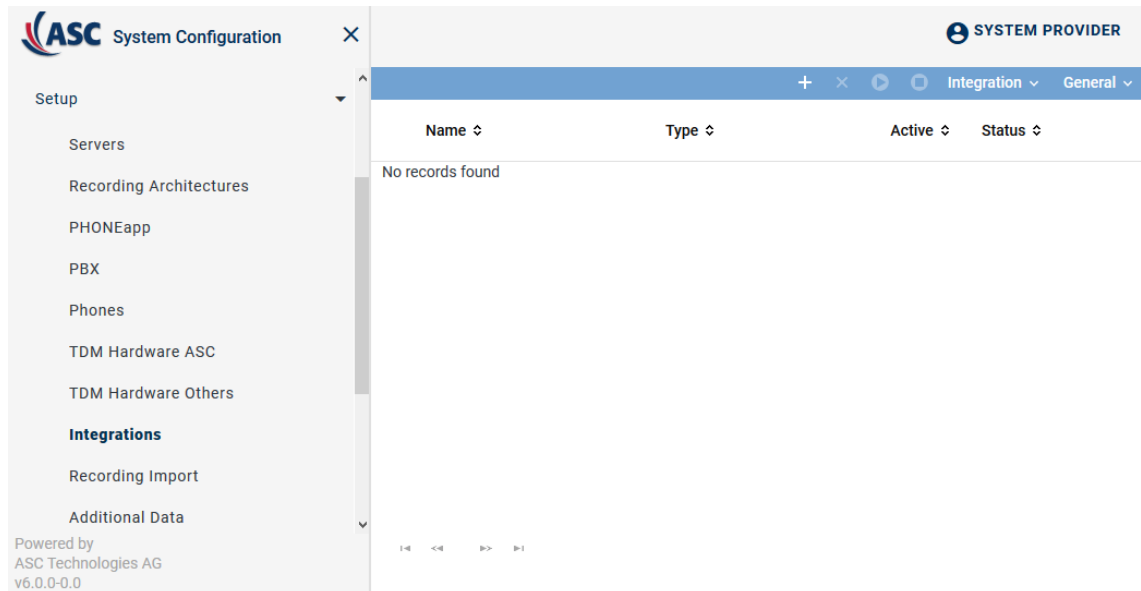 ASC System Configuration
SYSTEM PROVIDER
Integration
General
Setup
Servers
Recording Architectures
PHONEapp
PBX
Phones
TDM Hardware ASC
TDM Hardware Others
Integrations
Recording Import
Additional Data
Powered by
ASC Technologies AG
v6.0.0-0.0
Name Type Active Status
No records found